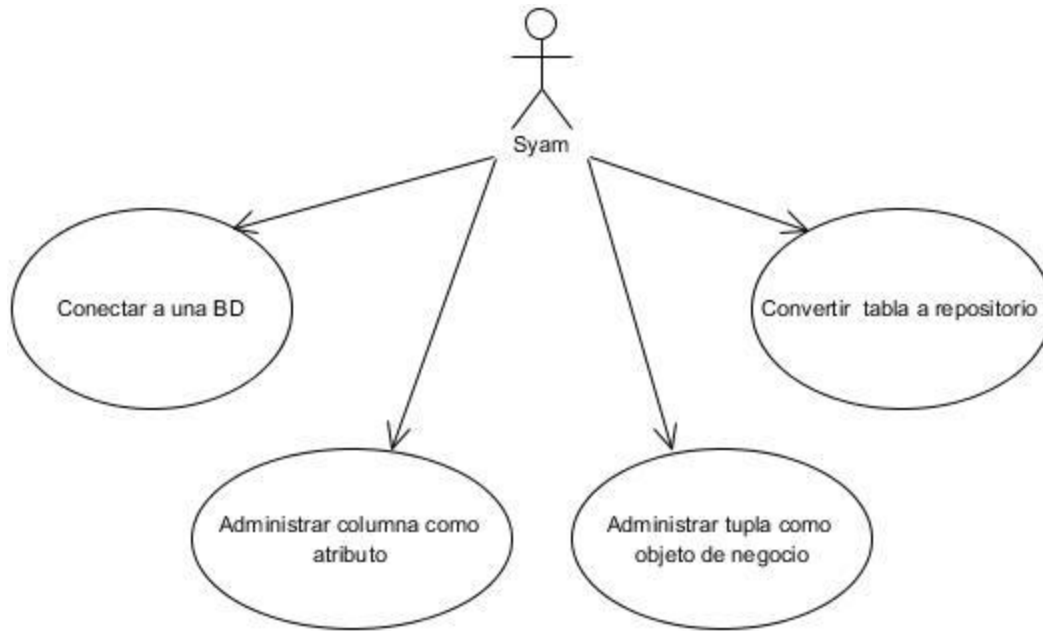 Syam
Conectar a una BD
Convertir tabla a repositorio
Administrar columna como
atributo
Administrar tupla como
objeto de negocio